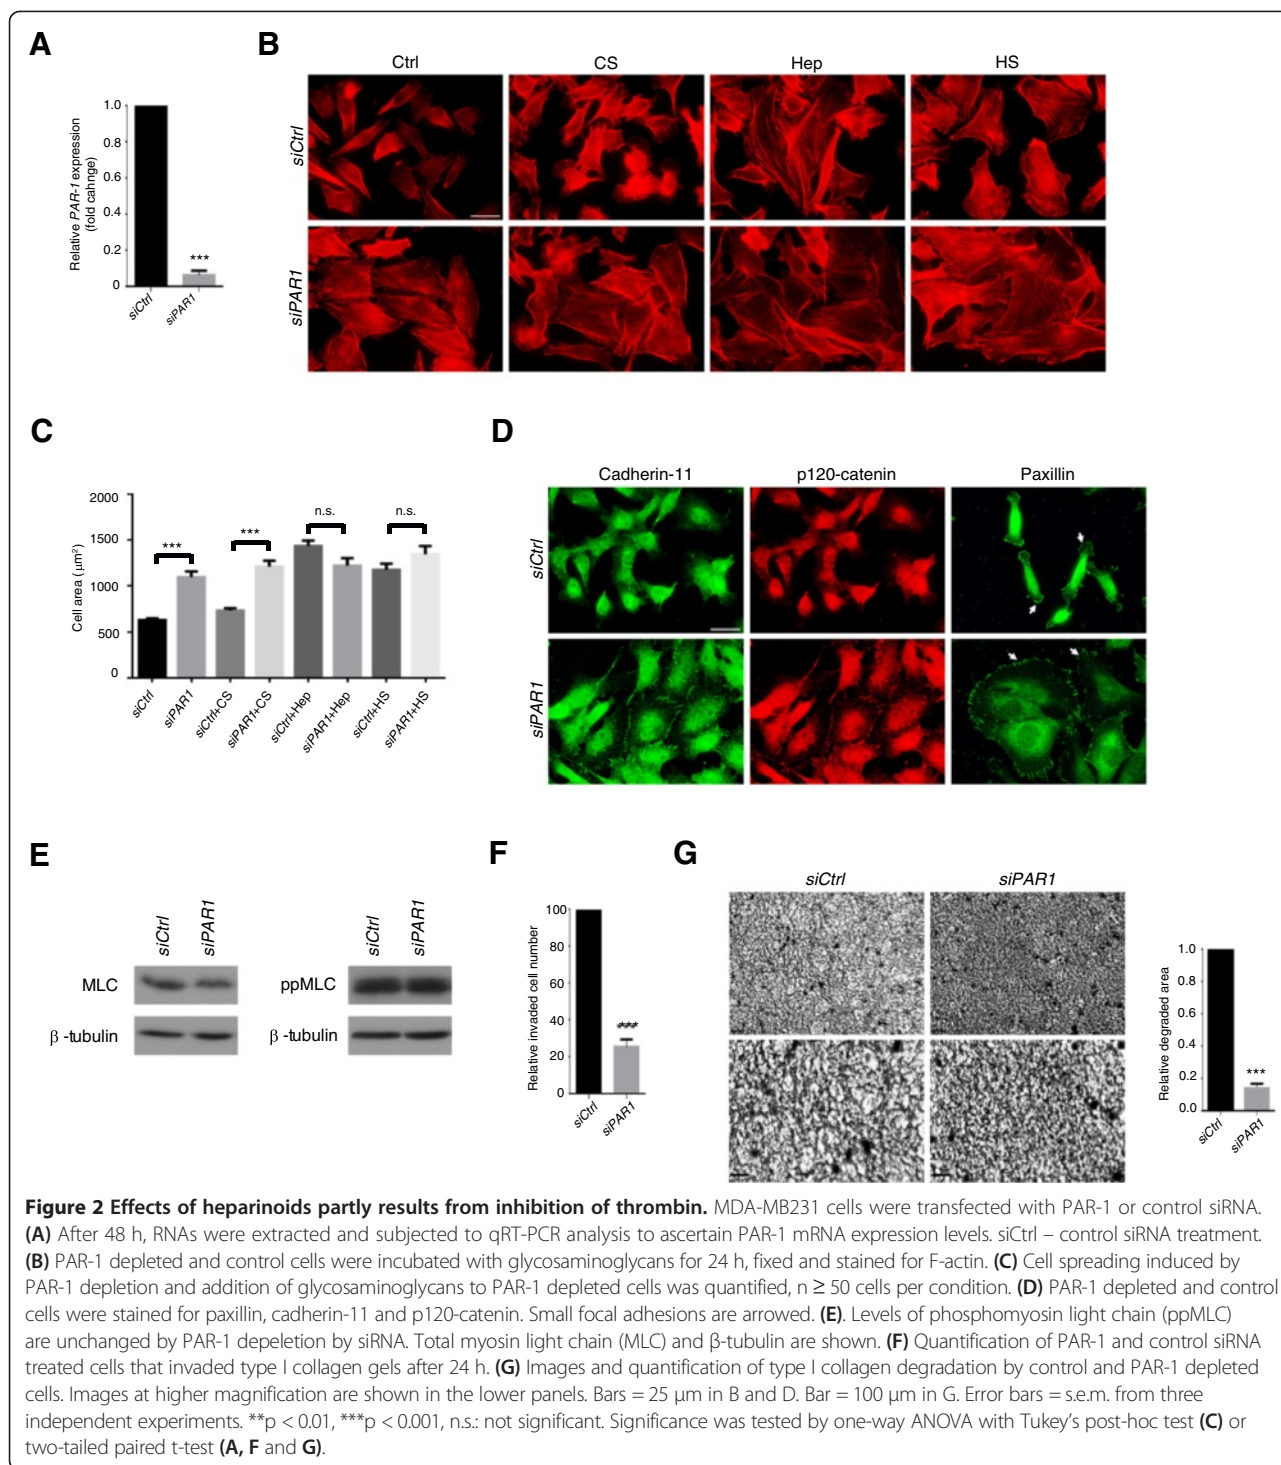 A
Relative PAR-1 expression
(fold cahnge)
1.0
0.8
0.6
0.4
0.2
0
***
siCtrl
siPAR1
B
Ctrl
CS
Hep
HS
siCtrl
siPAR1
C
Cell area (µm²)
2000
1500
1000
500
0
***
***
n.s.
n.s.
siCtrl
siPAR1
siCtrl+CS
siPAR1+CS
siCtrl+Hep
siPAR1+Hep
siCtrl+HS
siPAR1+HS
D
Cadherin-11
p120-catenin
Paxillin
siCtrl
siPAR1
E
siCtrl
siPAR1
MLC
β -tubulin
siCtrl
siPAR1
ppMLC
β -tubulin
F
Relative invaded cell number
100
80
60
40
20
0
***
siCtrl
siPAR1
G
siCtrl
siPAR1
Relative degraded area
1.0
0.8
0.6
0.4
0.2
0.0
***
siCtrl
siPAR1
Figure 2 Effects of heparinoids partly results from inhibition of thrombin. MDA-MB231 cells were transfected with PAR-1 or control siRNA.
(A) After 48 h, RNAs were extracted and subjected to qRT-PCR analysis to ascertain PAR-1 mRNA expression levels. siCtrl – control siRNA treatment.
(B) PAR-1 depleted and control cells were incubated with glycosaminoglycans for 24 h, fixed and stained for F-actin. (C) Cell spreading induced by
PAR-1 depletion and addition of glycosaminoglycans to PAR-1 depleted cells was quantified, n ≥ 50 cells per condition. (D) PAR-1 depleted and control
cells were stained for paxillin, cadherin-11 and p120-catenin. Small focal adhesions are arrowed. (E). Levels of phosphomyosin light chain (ppMLC)
are unchanged by PAR-1 depeletion by siRNA. Total myosin light chain (MLC) and β-tubulin are shown. (F) Quantification of PAR-1 and control siRNA
treated cells that invaded type I collagen gels after 24 h. (G) Images and quantification of type I collagen degradation by control and PAR-1 depleted
cells. Images at higher magnification are shown in the lower panels. Bars = 25 µm in B and D. Bar = 100 µm in G. Error bars = s.e.m. from three
independent experiments. **p < 0.01, ***p < 0.001, n.s.: not significant. Significance was tested by one-way ANOVA with Tukey's post-hoc test (C) or
two-tailed paired t-test (A, F and G).